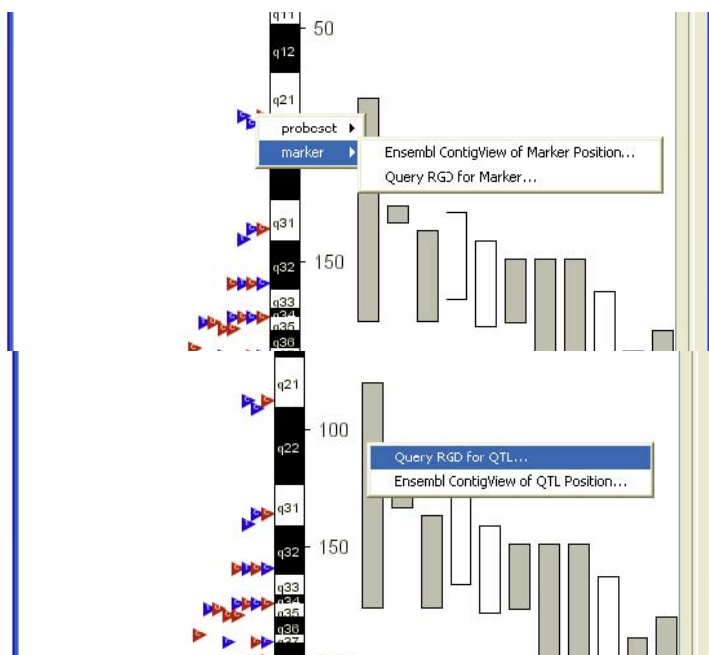 q11
50
q12
q21
probeset
marker
Ensembl ContigView of Marker Position...
Query RGD for Marker...
q31
150
q32
q33
q34
q35
q36
q21
100
q22
Query RGD for QTL...
Ensembl ContigView of QTL Position...
q31
150
q32
q33
q34
q35
q36
q37